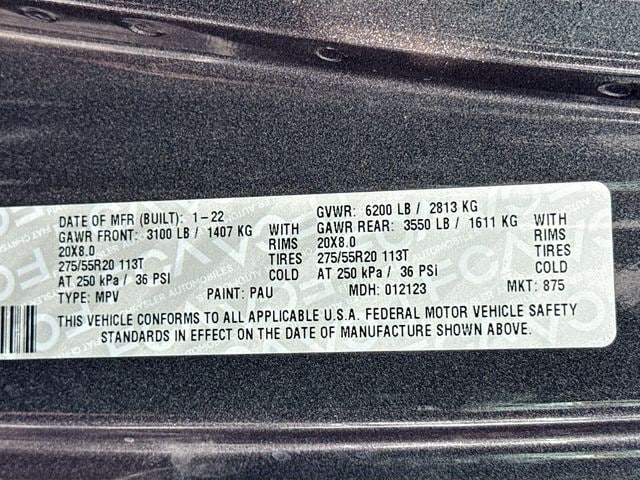 DATE OF MFR (BUILT): 1-22 GVWR: 6200 LB / 2813 KG
GAWR FRONT: 3100 LB / 1407 KG WITH GAWR REAR: 3550 LB / 1611 KG WITH
20X8.0 RIMS 20X8.0 RIMS
275/55R20 113T TIRES 275/55R20 113T TIRES
AT 250 kPa / 36 PSI COLD AT 250 kPa / 36 PSI COLD
TYPE: MPV PAINT: PAU MDH: 012123 MKT: 875
THIS VEHICLE CONFORMS TO ALL APPLICABLE U.S.A. FEDERAL MOTOR VEHICLE SAFETY
STANDARDS IN EFFECT ON THE DATE OF MANUFACTURE SHOWN ABOVE.